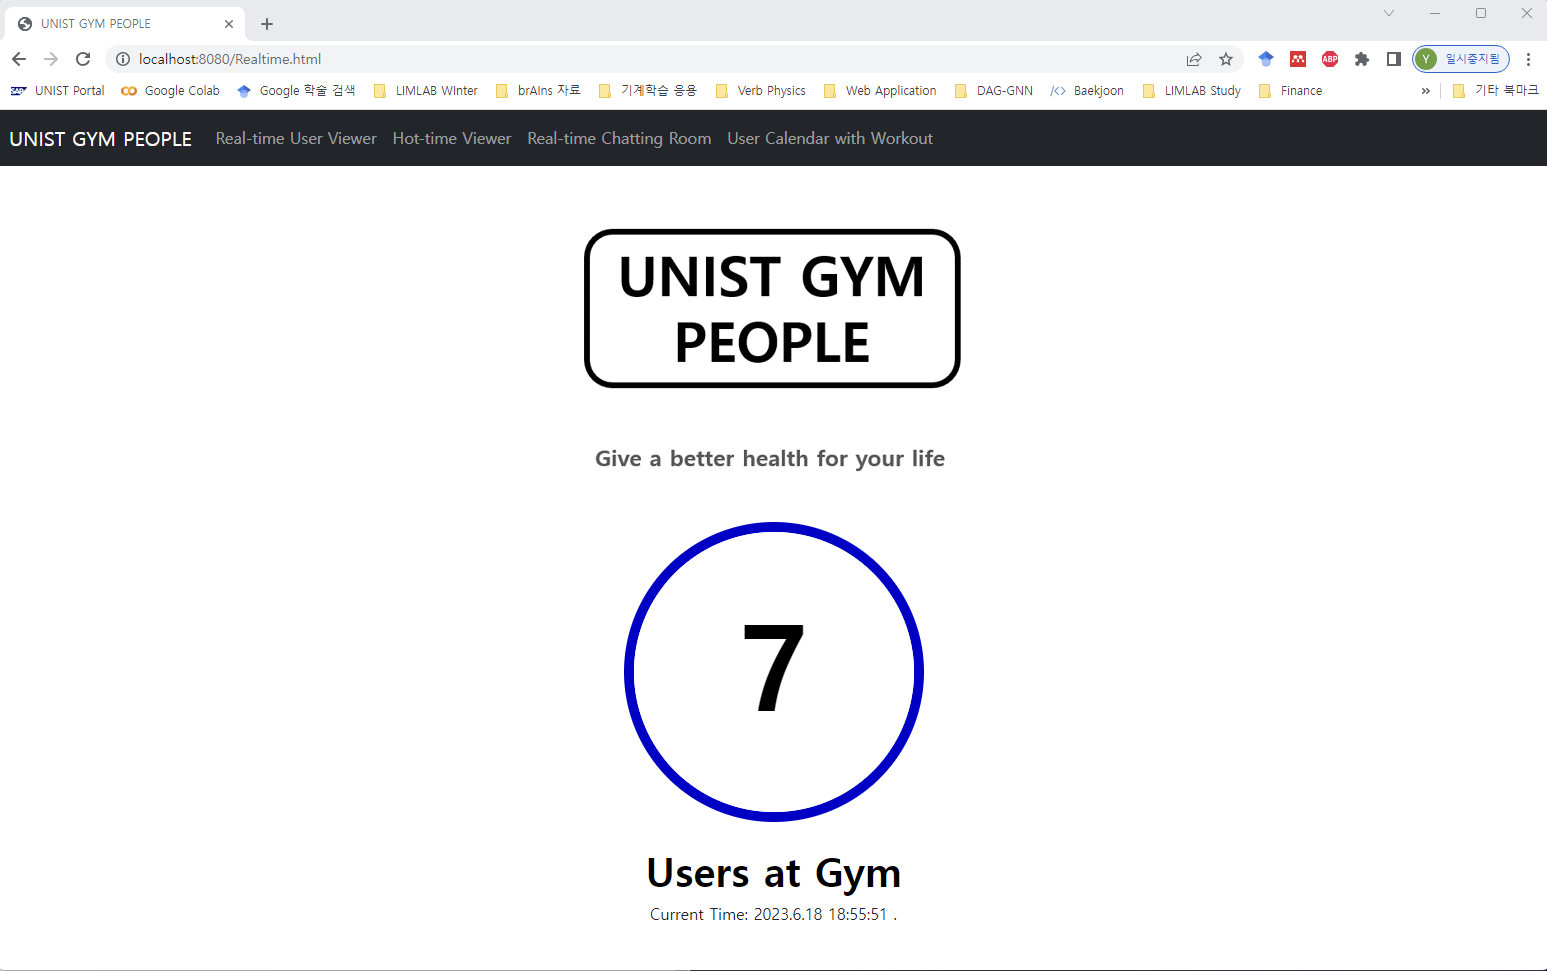 UNIST GYM PEOPLE
localhost:8080/Realtime.html
ABP
Y 일시중지됨
SAP UNIST Portal Google Colab Google 학술 검색 LIMLAB WInter brAIns 자료 기계학습 응용 Verb Physics Web Application DAG-GNN </> Baekjoon LIMLAB Study Finance » 기타 북마크
UNIST GYM PEOPLE Real-time User Viewer Hot-time Viewer Real-time Chatting Room User Calendar with Workout
UNIST GYM
PEOPLE
Give a better health for your life
7
Users at Gym
Current Time: 2023.6.18 18:55:51 .